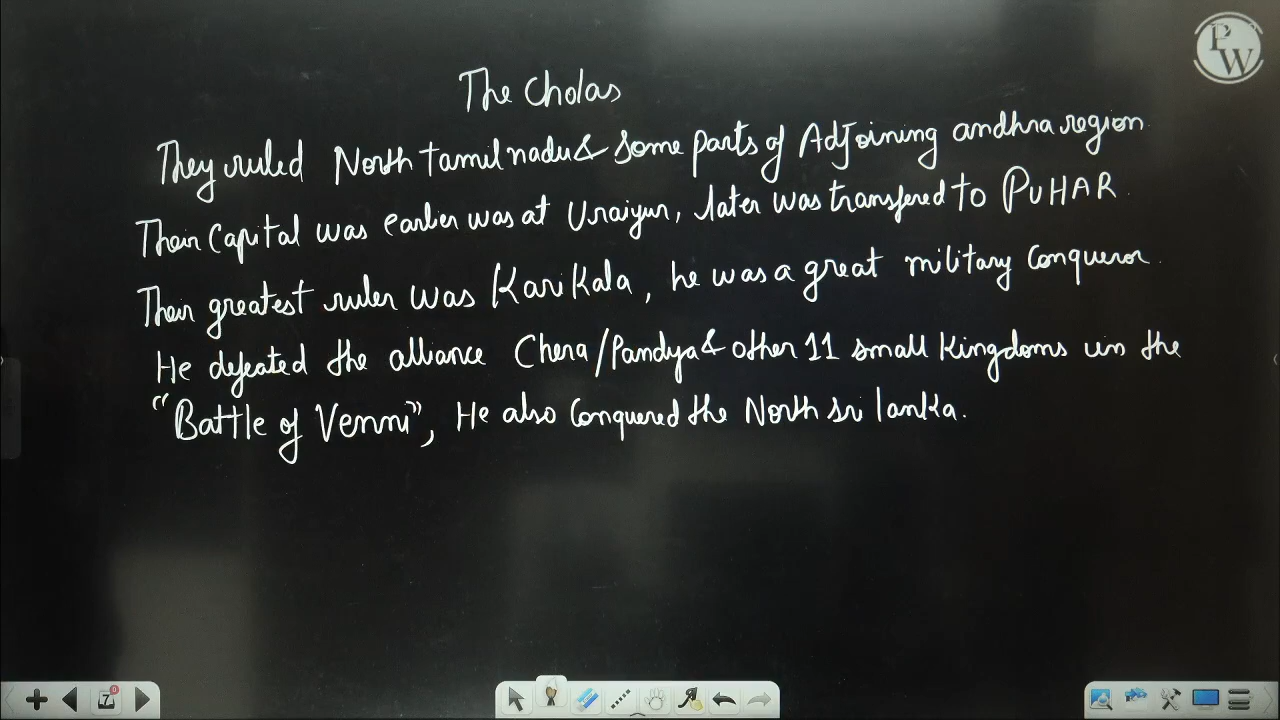 PW
The Cholas
They ruled North tamil nadu & some parts of Adjoining andhra region.
Their Capital was earlier was at Uraiyur, later was transfered to PUHAR.
Their greatest ruler was Karikala, he was a great military conqueror.
He defeated the alliance Chera/Pandya & other 11 small kingdoms in the
"Battle of Venni", He also conquered the North sri lanka.
7